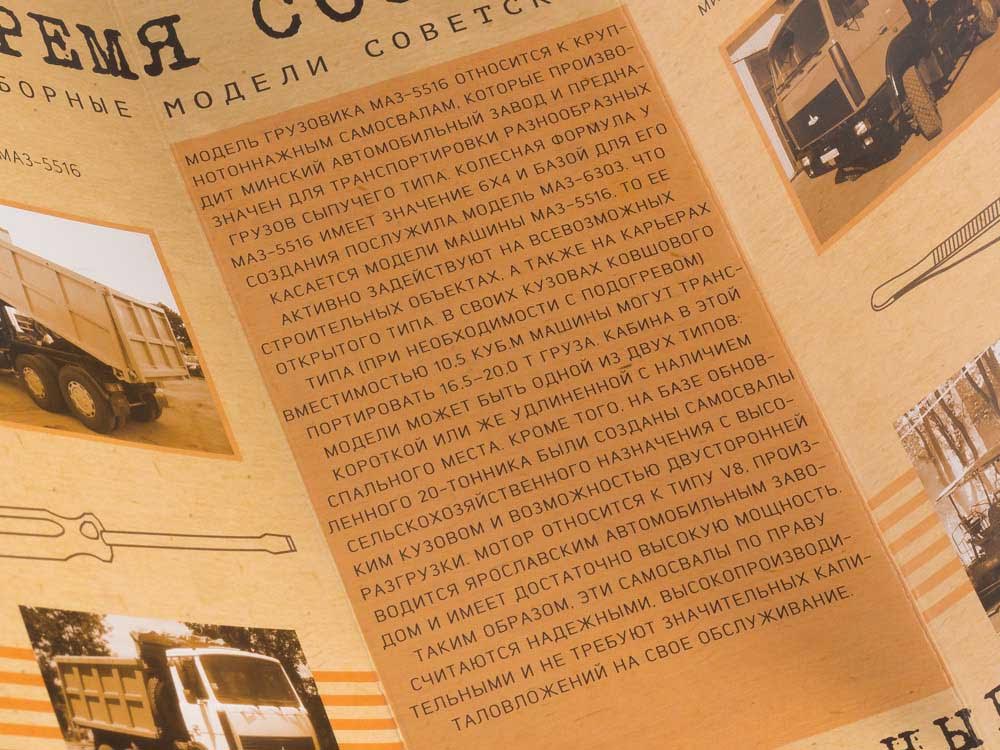 РЕМЯ СО
БОРНЫЕ МОДЕЛИ СОВЕТСК
МАЗ-5516
МОДЕЛЬ ГРУЗОВИКА МАЗ-5516 ОТНОСИТСЯ К КРУП-
НОТОННАЖНЫМ САМОСВАЛАМ, КОТОРЫЕ ПРОИЗВО-
ДИТ МИНСКИЙ АВТОМОБИЛЬНЫЙ ЗАВОД И ПРЕДНА-
ЗНАЧЕН ДЛЯ ТРАНСПОРТИРОВКИ РАЗНООБРАЗНЫХ
ГРУЗОВ СЫПУЧЕГО ТИПА. КОЛЕСНАЯ ФОРМУЛА У
МАЗ-5516 ИМЕЕТ ЗНАЧЕНИЕ 6Х4 И БАЗОЙ ДЛЯ ЕГО
СОЗДАНИЯ ПОСЛУЖИЛА МОДЕЛЬ МАЗ-6303. ЧТО
КАСАЕТСЯ МОДЕЛИ МАШИНЫ МАЗ-5516, ТО ЕЕ
АКТИВНО ЗАДЕЙСТВУЮТ НА ВСЕВОЗМОЖНЫХ
СТРОИТЕЛЬНЫХ ОБЪЕКТАХ, А ТАКЖЕ НА КАРЬЕРАХ
ОТКРЫТОГО ТИПА. В СВОИХ КУЗОВАХ КОВШОВОГО
ТИПА (ПРИ НЕОБХОДИМОСТИ С ПОДОГРЕВОМ)
ВМЕСТИМОСТЬЮ 10.5 КУБ.М МАШИНЫ МОГУТ ТРАНС-
ПОРТИРОВАТЬ 16.5-20.0 Т ГРУЗА. КАБИНА В ЭТОЙ
МОДЕЛИ МОЖЕТ БЫТЬ ОДНОЙ ИЗ ДВУХ ТИПОВ:
КОРОТКОЙ ИЛИ ЖЕ УДЛИНЕННОЙ С НАЛИЧИЕМ
СПАЛЬНОГО МЕСТА. КРОМЕ ТОГО, НА БАЗЕ ОБНОВ-
ЛЕННОГО 20-ТОННИКА БЫЛИ СОЗДАНЫ САМОСВАЛЫ
СЕЛЬСКОХОЗЯЙСТВЕННОГО НАЗНАЧЕНИЯ С ВЫСО-
КИМ КУЗОВОМ И ВОЗМОЖНОСТЬЮ ДВУСТОРОННЕЙ
РАЗГРУЗКИ. МОТОР ОТНОСИТСЯ К ТИПУ V8, ПРОИЗ-
ВОДИТСЯ ЯРОСЛАВСКИМ АВТОМОБИЛЬНЫМ ЗАВО-
ДОМ И ИМЕЕТ ДОСТАТОЧНО ВЫСОКУЮ МОЩНОСТЬ.
ТАКИМ ОБРАЗОМ, ЭТИ САМОСВАЛЫ ПО ПРАВУ
СЧИТАЮТСЯ НАДЕЖНЫМИ, ВЫСОКОПРОИЗВОДИ-
ТЕЛЬНЫМИ И НЕ ТРЕБУЮТ ЗНАЧИТЕЛЬНЫХ КАПИ-
ТАЛОВЛОЖЕНИЙ НА СВОЕ ОБСЛУЖИВАНИЕ.